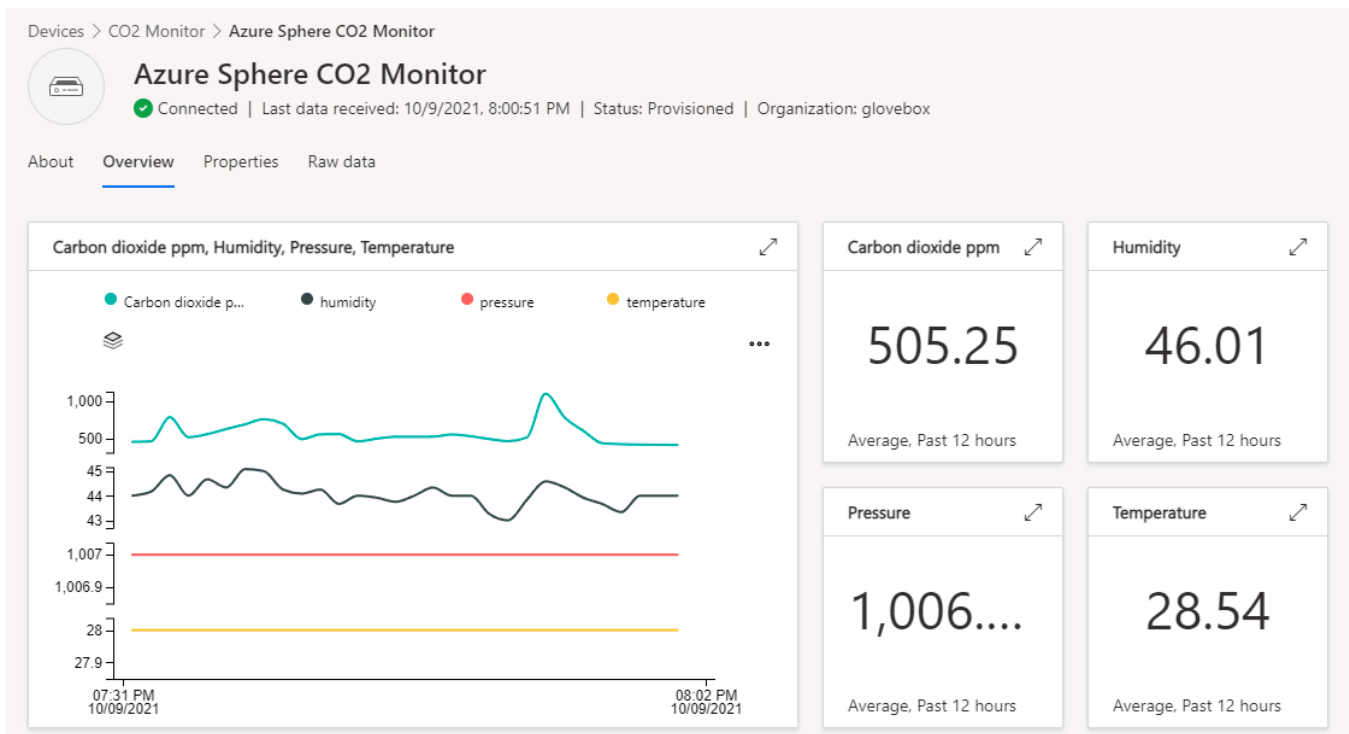 Devices > CO2 Monitor > Azure Sphere CO2 Monitor
Azure Sphere CO2 Monitor
Connected | Last data received: 10/9/2021, 8:00:51 PM | Status: Provisioned | Organization: glovebox
About Overview Properties Raw data
Carbon dioxide ppm, Humidity, Pressure, Temperature
Carbon dioxide p... humidity pressure temperature
1,000
500
45
44
43
1,007
1,006.9
28
27.9
07:31 PM 08:02 PM
10/09/2021 10/09/2021
Carbon dioxide ppm
505.25
Average, Past 12 hours
Humidity
46.01
Average, Past 12 hours
Pressure
1,006....
Average, Past 12 hours
Temperature
28.54
Average, Past 12 hours